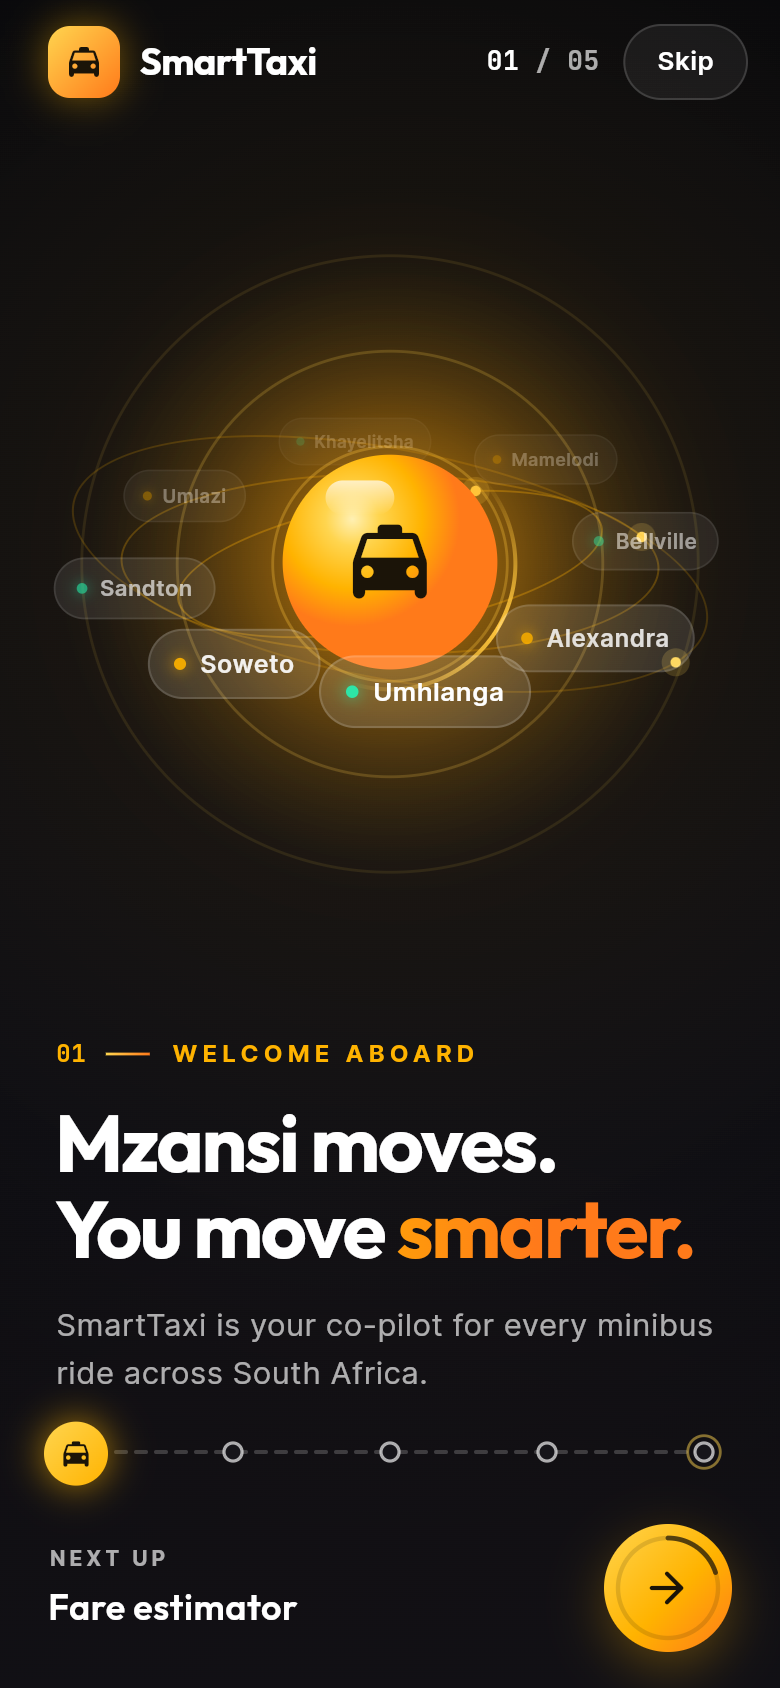 SmartTaxi
01 / 05
Skip
Khayelitsha
Mamelodi
Umlazi
Bellville
Sandton
Alexandra
Soweto
Umhlanga
01 WELCOME ABOARD
Mzansi moves.
You move smarter.
SmartTaxi is your co-pilot for every minibus
ride across South Africa.
NEXT UP
Fare estimator